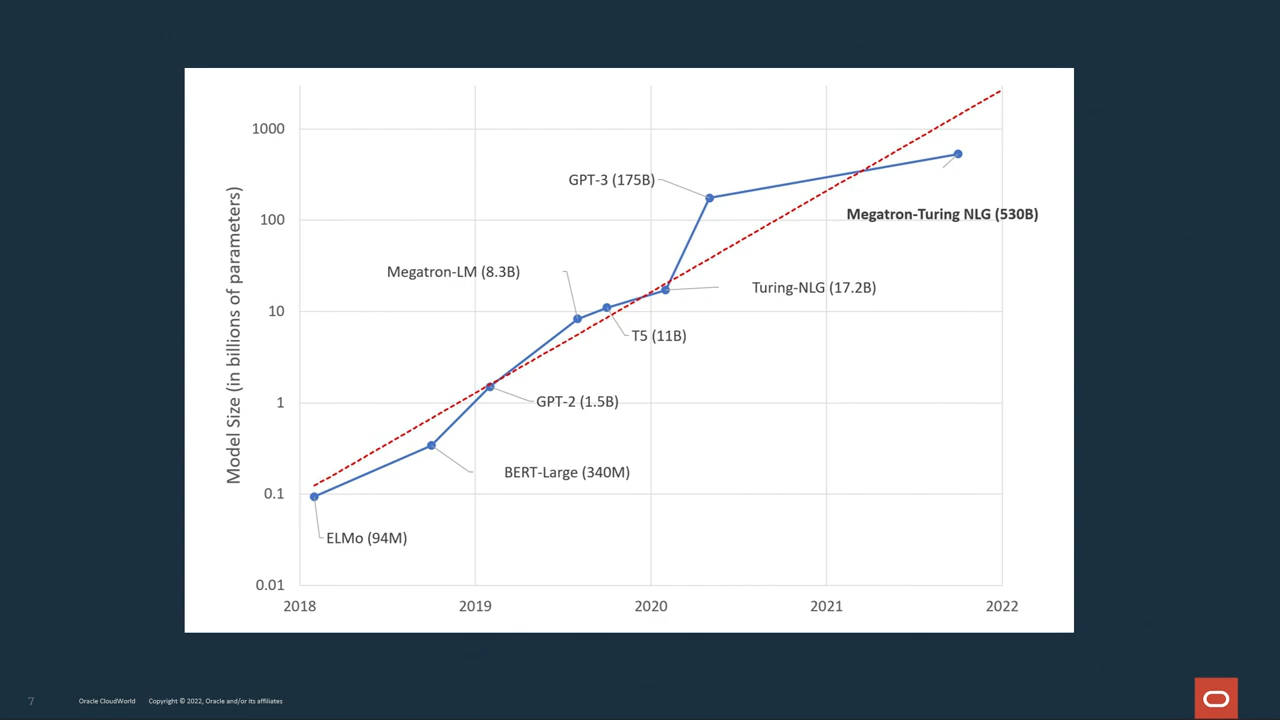 Model Size (in billions of parameters)
1000
100
10
1
0.1
0.01
2018
2019
2020
2021
2022
GPT-3 (175B)
Megatron-Turing NLG (530B)
Megatron-LM (8.3B)
Turing-NLG (17.2B)
T5 (11B)
GPT-2 (1.5B)
BERT-Large (340M)
ELMo (94M)
7
Oracle CloudWorld Copyright © 2022, Oracle and/or its affiliates